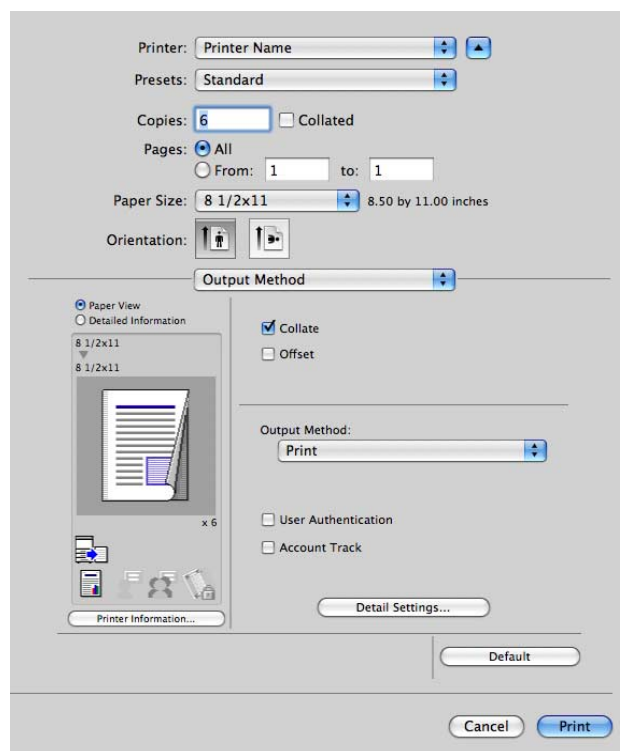 Printer: Printer Name
Presets: Standard
Copies: 6 Collated
Pages: All
From: 1 to: 1
Paper Size: 8 1/2x11 8.50 by 11.00 inches
Orientation:
Output Method
Paper View
Detailed Information
8 1/2x11
8 1/2x11
x 6
Printer Information...
Collate
Offset
Output Method:
Print
User Authentication
Account Track
Detail Settings...
Default
Cancel Print